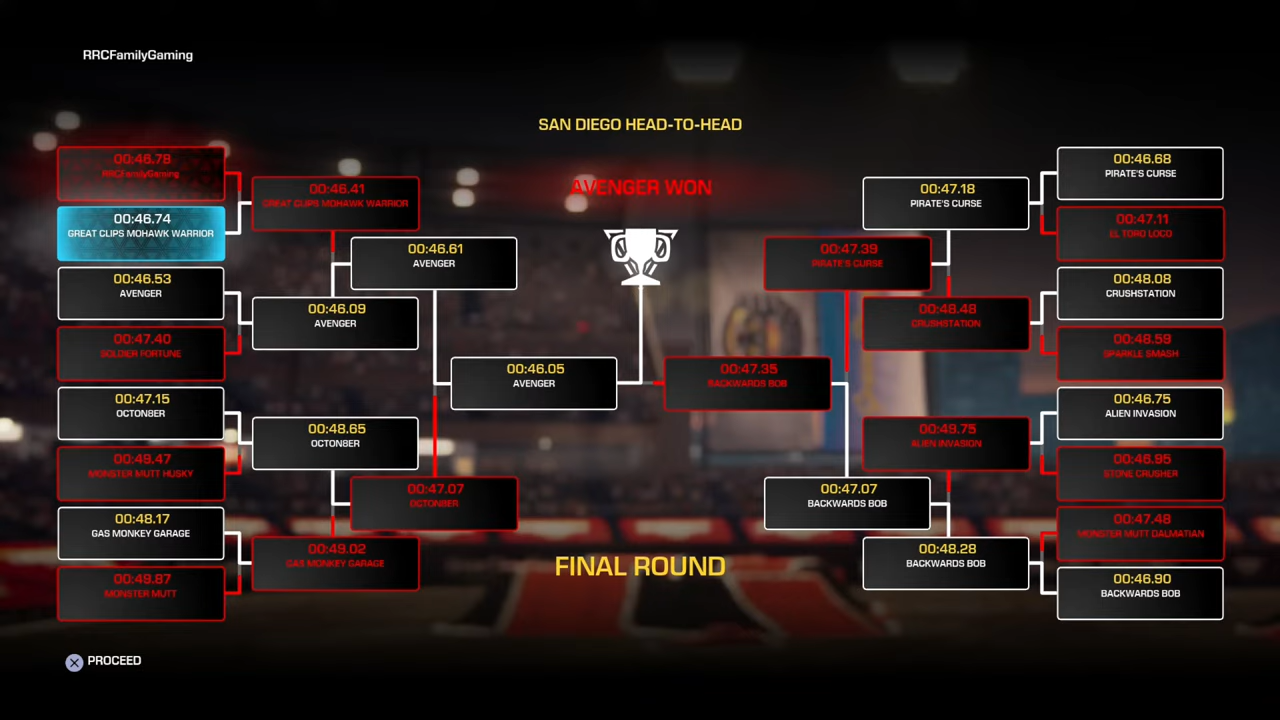 RRCFamilyGaming
SAN DIEGO HEAD-TO-HEAD
AVENGER WON
00:46.78
RRCFamilyGaming
00:46.74
GREAT CLIPS MOHAWK WARRIOR
00:46.53
AVENGER
00:47.40
SOLDIER FORTUNE
00:47.15
OCTON8ER
00:49.47
MONSTER MUTT HUSKY
00:48.17
GAS MONKEY GARAGE
00:49.87
MONSTER MUTT
00:46.41
GREAT CLIPS MOHAWK WARRIOR
00:46.09
AVENGER
00:48.65
OCTON8ER
00:49.02
GAS MONKEY GARAGE
00:46.61
AVENGER
00:47.07
OCTON8ER
00:46.05
AVENGER
00:47.35
BACKWARDS BOB
00:47.39
PIRATE'S CURSE
00:47.07
BACKWARDS BOB
00:47.18
PIRATE'S CURSE
00:48.48
CRUSHSTATION
00:49.75
ALIEN INVASION
00:48.28
BACKWARDS BOB
00:46.68
PIRATE'S CURSE
00:47.11
EL TORO LOCO
00:48.08
CRUSHSTATION
00:48.59
SPARKLE SMASH
00:46.75
ALIEN INVASION
00:46.95
STONE CRUSHER
00:47.48
MONSTER MUTT DALMATIAN
00:46.90
BACKWARDS BOB
FINAL ROUND
PROCEED